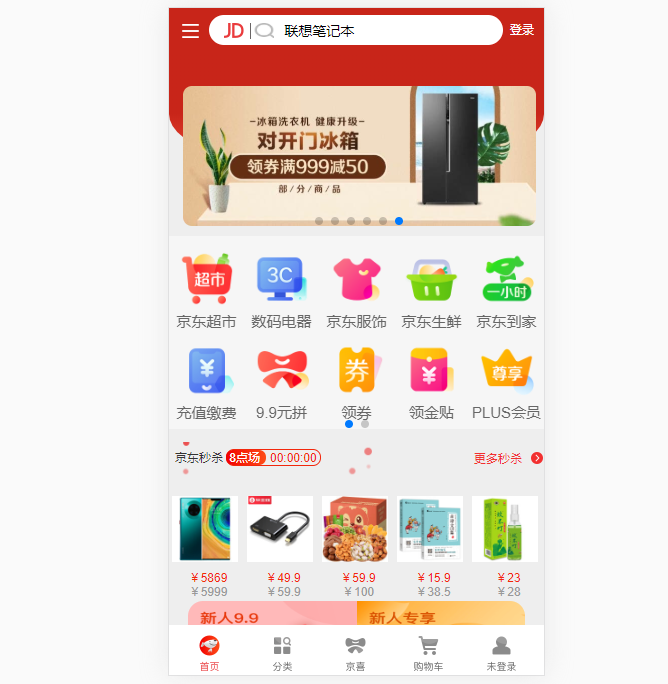 JD 联想笔记本 登录
冰箱洗衣机 健康升级
对开门冰箱
领券满999减50
部/分/商/品
超市 3C 一小时
京东超市 数码电器 京东服饰 京东生鲜 京东到家
¥ 券 ¥ 尊享
充值缴费 9.9元拼 领券 领金贴 PLUS会员
京东秒杀 8点场 00:00:00 更多秒杀
¥5869 ¥49.9 ¥59.9 ¥15.9 ¥23
¥5999 ¥59.9 ¥100 ¥38.5 ¥28
新人9.9 新人专享
首页 分类 京喜 购物车 未登录